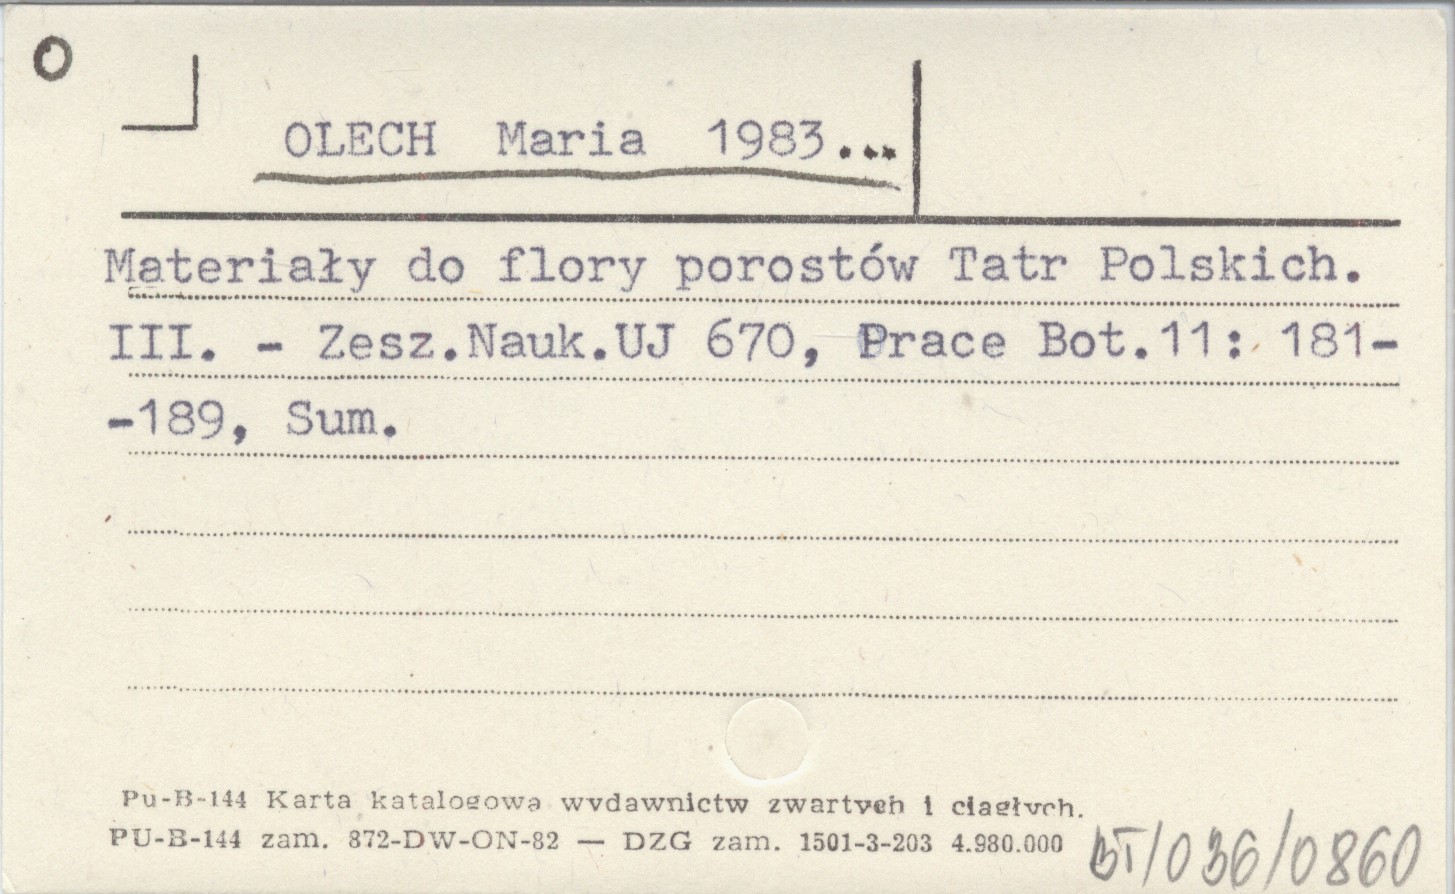 O
OLECH Maria 1983...
Materiały do flory porostów Tatr Polskich.
III. - Zesz.Nauk.UJ 670, Prace Bot.11: 181-
-189, Sum.
Pu-B-144 Karta katalogowa wydawnictw zwartych i ciągłych.
PU-B-144 zam. 872-DW-ON-82 — DZG zam. 1501-3-203 4.980.000
BT/036/0860